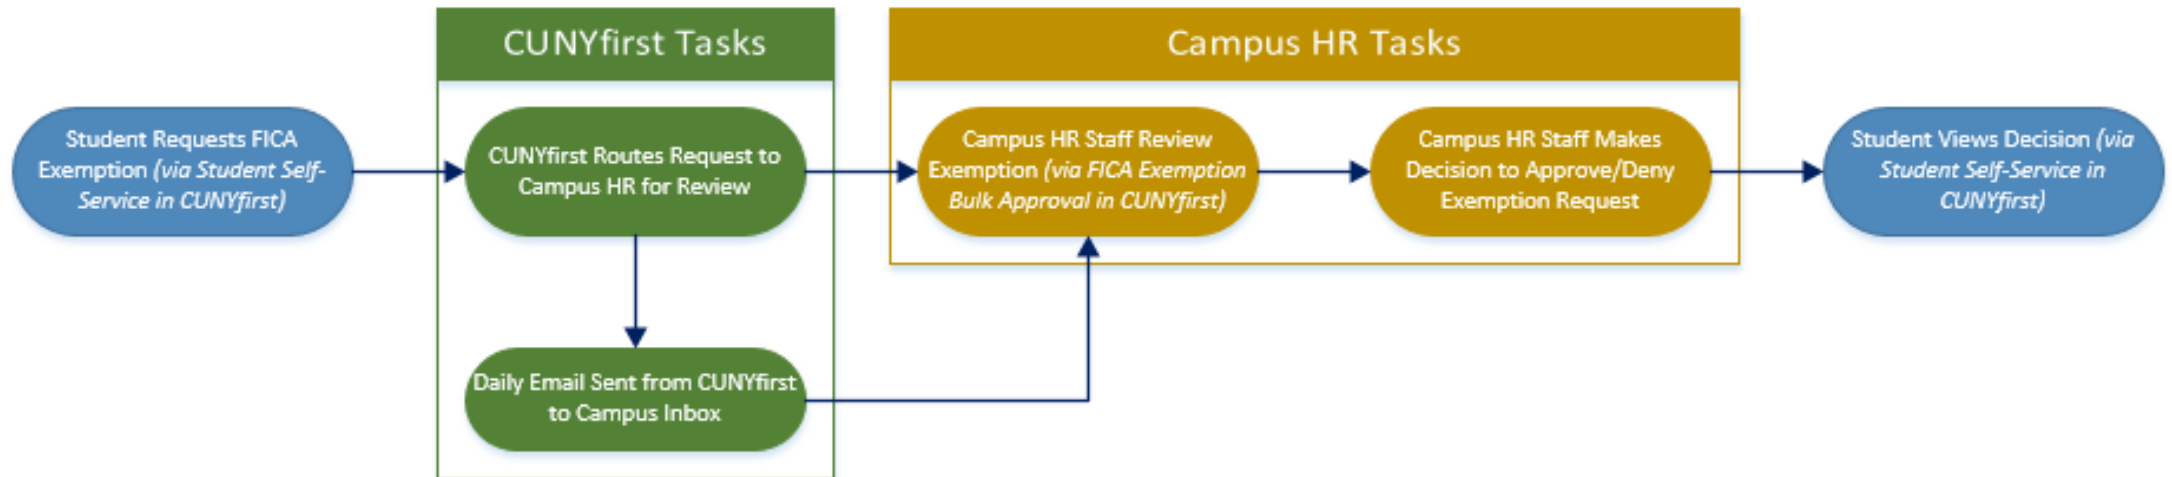 CUNYfirst Tasks
Campus HR Tasks
Student Requests FICA
Exemption (via Student Self-
Service in CUNYfirst)
CUNYfirst Routes Request to
Campus HR for Review
Campus HR Staff Review
Exemption (via FICA Exemption
Bulk Approval in CUNYfirst)
Campus HR Staff Makes
Decision to Approve/Deny
Exemption Request
Student Views Decision (via
Student Self-Service in
CUNYfirst)
Daily Email Sent from CUNYfirst
to Campus Inbox